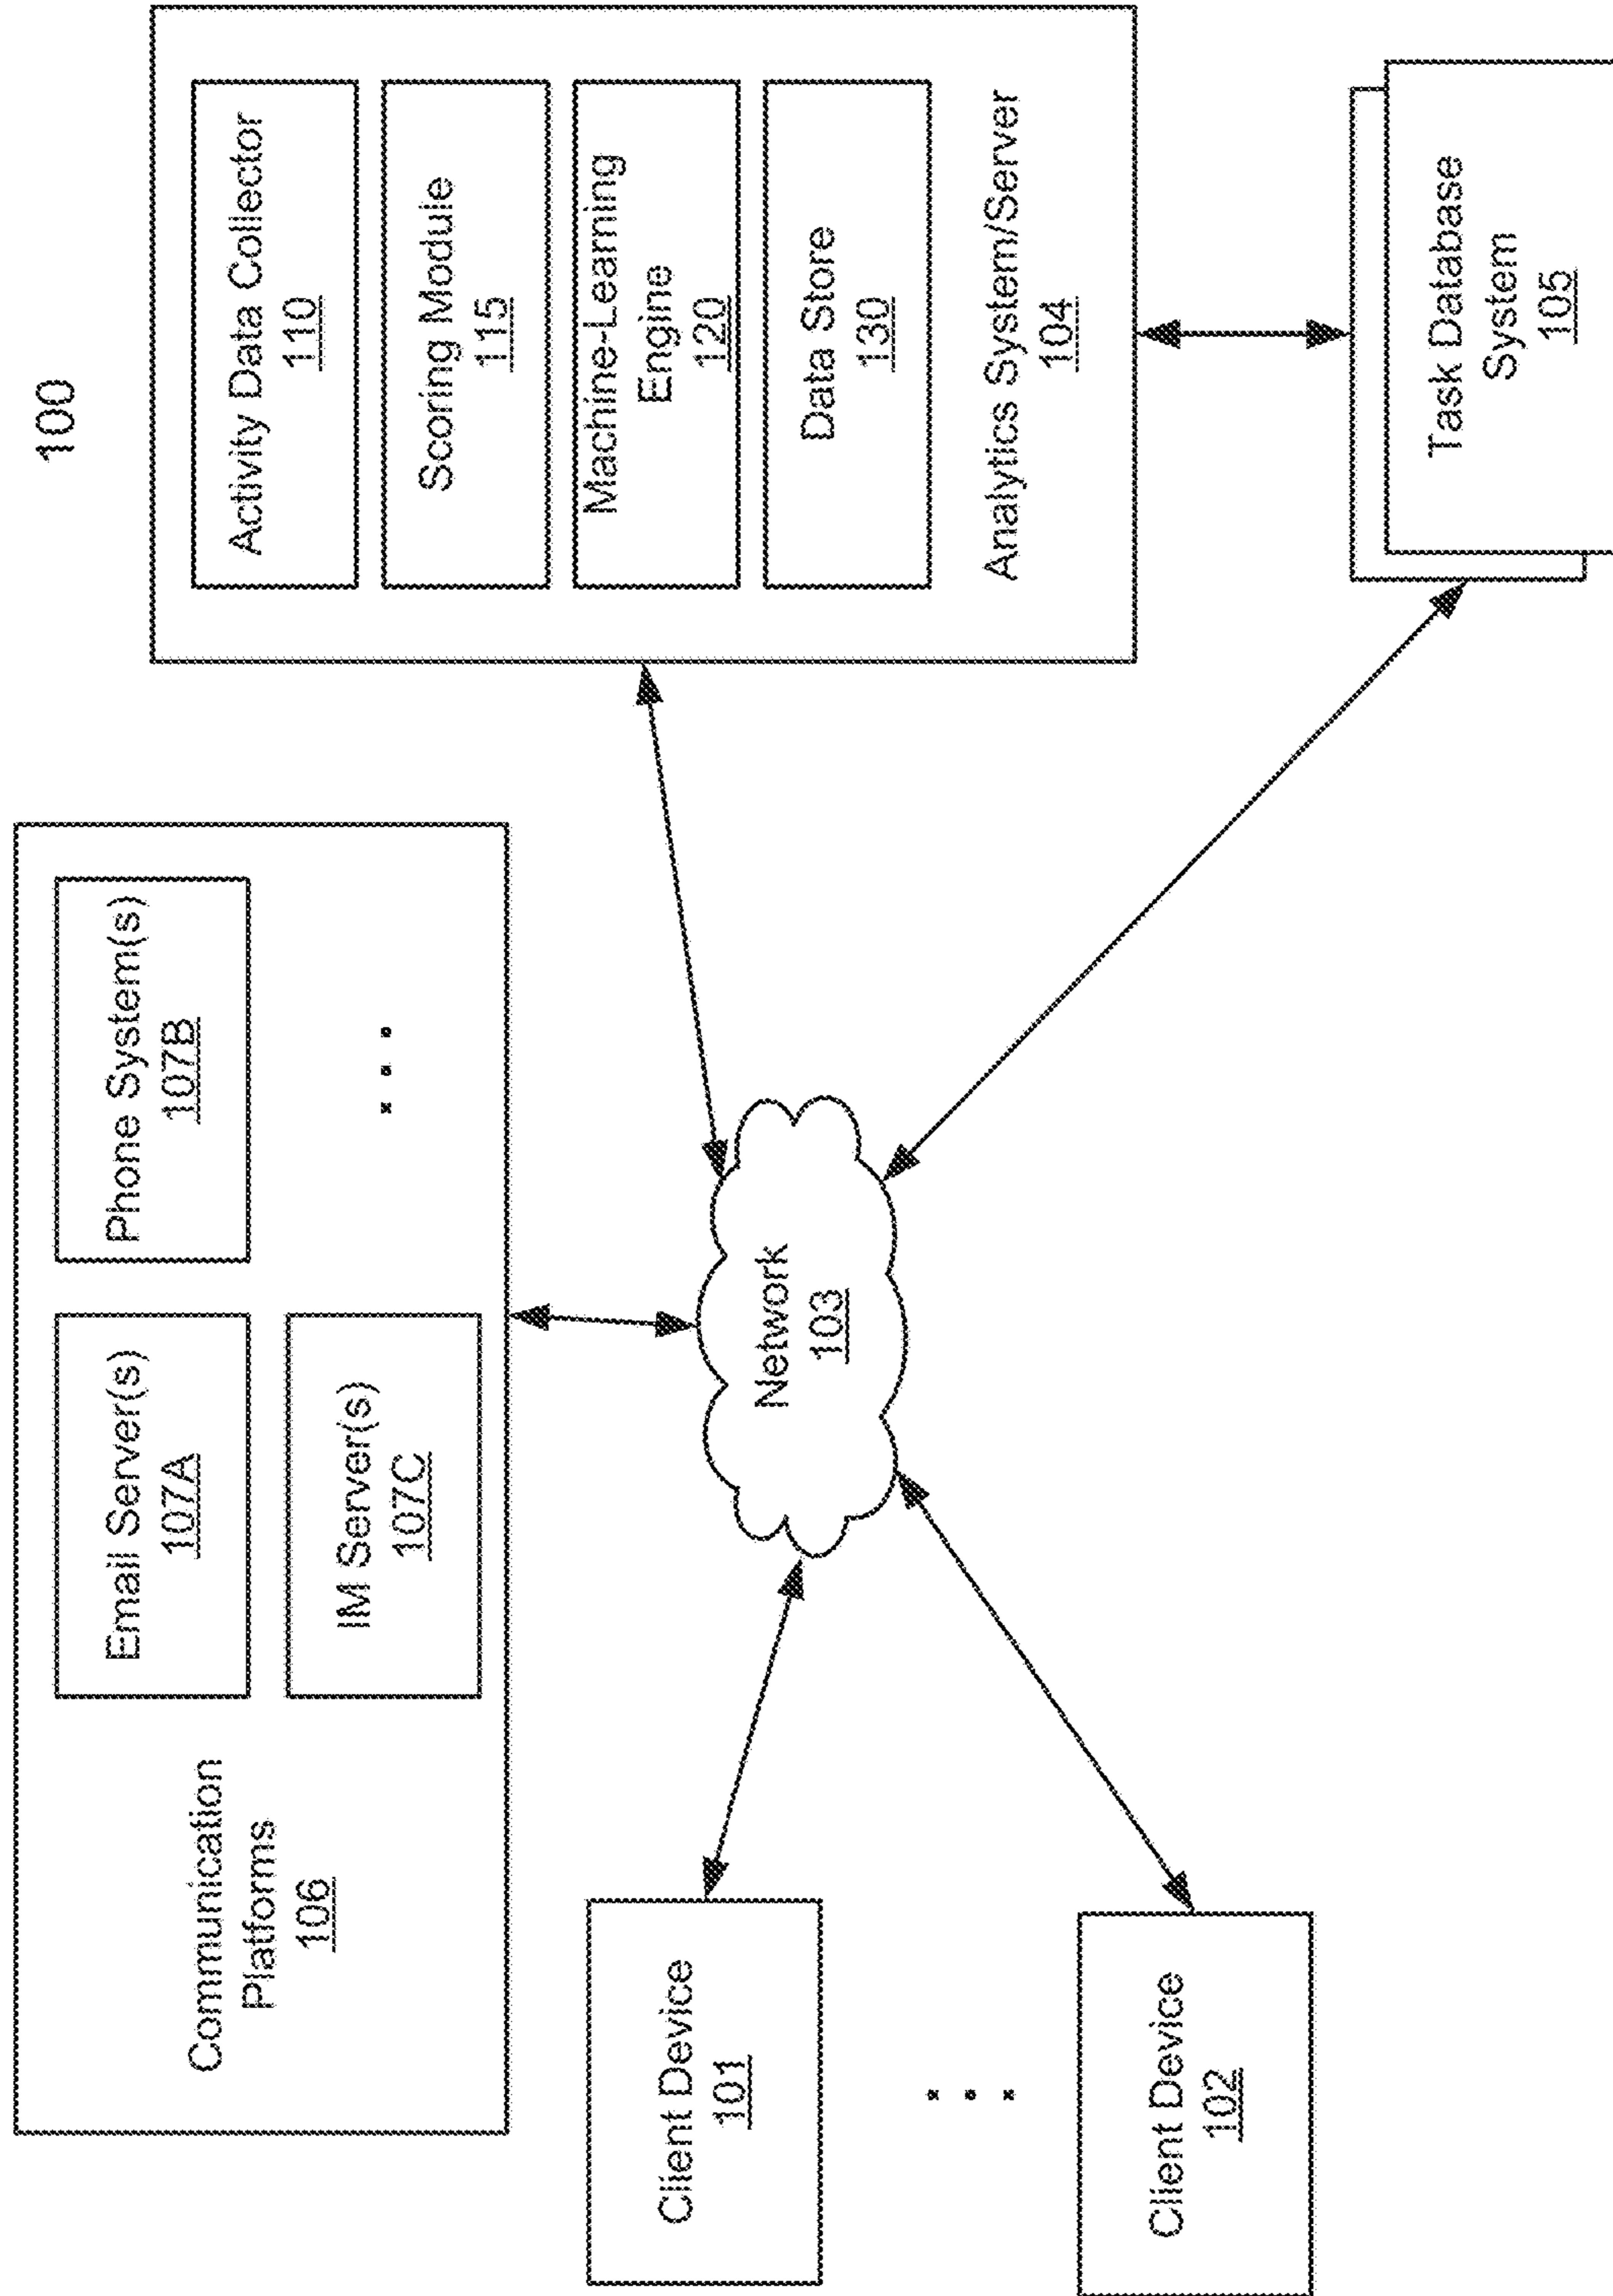 100
Communication
Platforms
106
Email Server(s)
107A
Phone System(s)
107B
IM Server(s)
107C
. . .
Activity Data Collector
110
Scoring Module
115
Machine-Learning
Engine
120
Data Store
130
Analytics System/Server
104
Client Device
101
. . .
Client Device
102
Network
103
Task Database
System
105